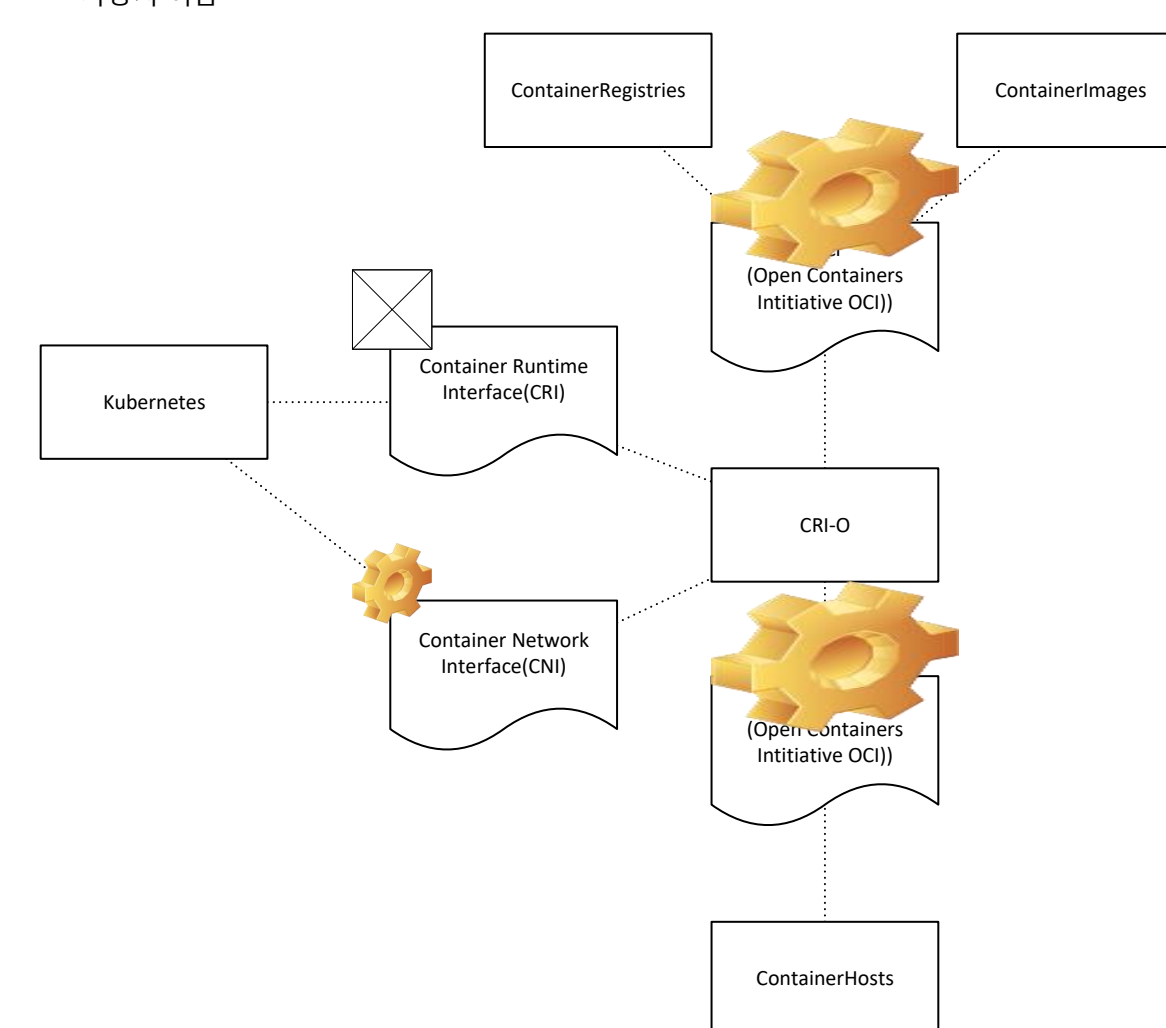 ContainerRegistries
ContainerImages
(Open Containers
Intitiative OCI))
Container Runtime
Interface(CRI)
Kubernetes
CRI-O
Container Network
Interface(CNI)
(Open Containers
Intitiative OCI))
ContainerHosts